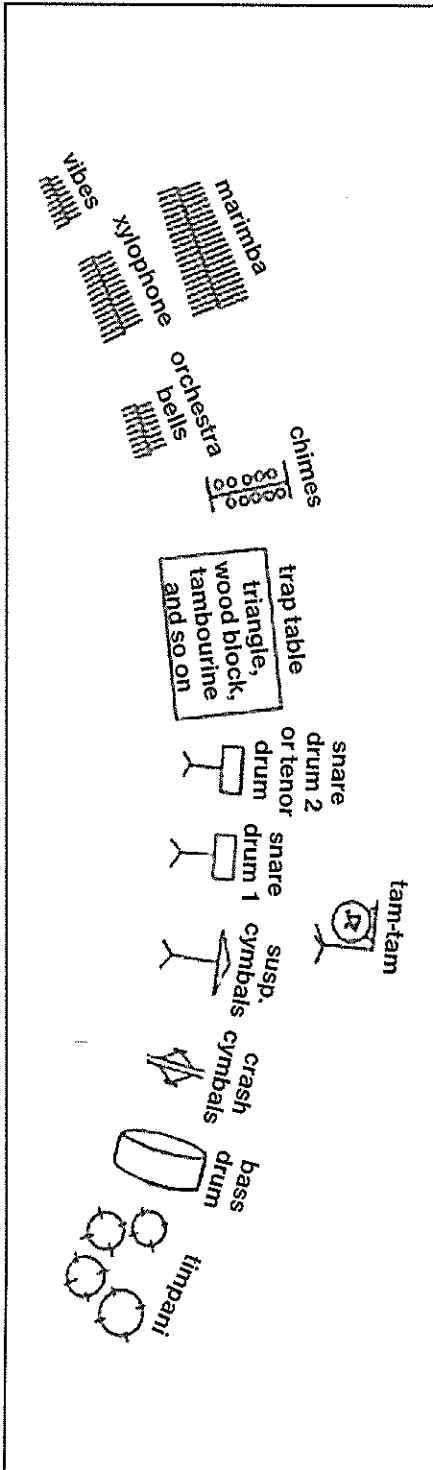 vibes
xylophone
marimba
orchestra
bells
chimes
trap table
triangle,
wood block,
tambourine
and so on
snare
drum 2
or tenor
drum
snare
drum 1
tam-tam
susp.
cymbals
crash
cymbals
bass
drum
timpani